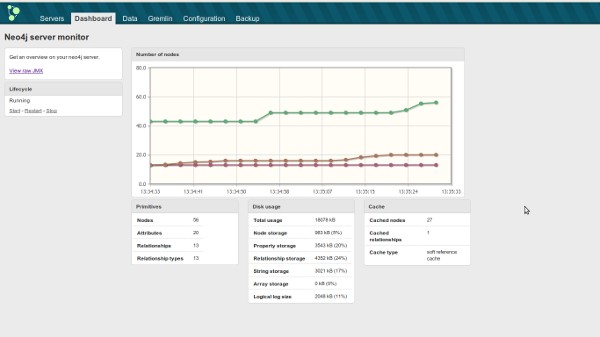 Servers Dashboard Data Gremlin Configuration Backup
Neo4j server monitor
Get an overview on your neo4j server.
View raw JMX
Lifecycle
Running
Start - Restart - Stop
Number of nodes
80.0
60.0
40.0
20.0
0.0
13:34:33 13:34:41 13:34:50 13:34:58 13:35:07 13:35:15 13:35:24 13:35:33
Primitives
Nodes 56
Attributes 20
Relationships 13
Relationship types 13
Disk usage
Total usage 18078 kB
Node storage 983 kB (5%)
Property storage 3543 kB (20%)
Relationship storage 4352 kB (24%)
String storage 3021 kB (17%)
Array storage 0 kB (0%)
Logical log size 2048 kB (11%)
Cache
Cached nodes 27
Cached relationships 1
Cache type soft reference cache